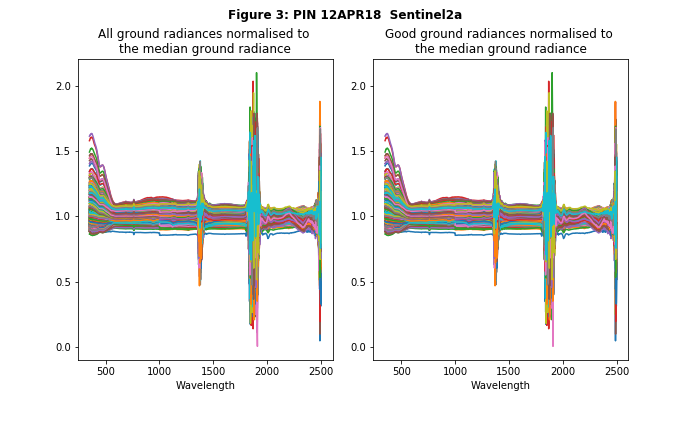 Figure 3: PIN 12APR18 Sentinel2a
All ground radiances normalised to
the median ground radiance
2.0
1.5
1.0
0.5
0.0
500 1000 1500 2000 2500
Wavelength
Good ground radiances normalised to
the median ground radiance
2.0
1.5
1.0
0.5
0.0
500 1000 1500 2000 2500
Wavelength